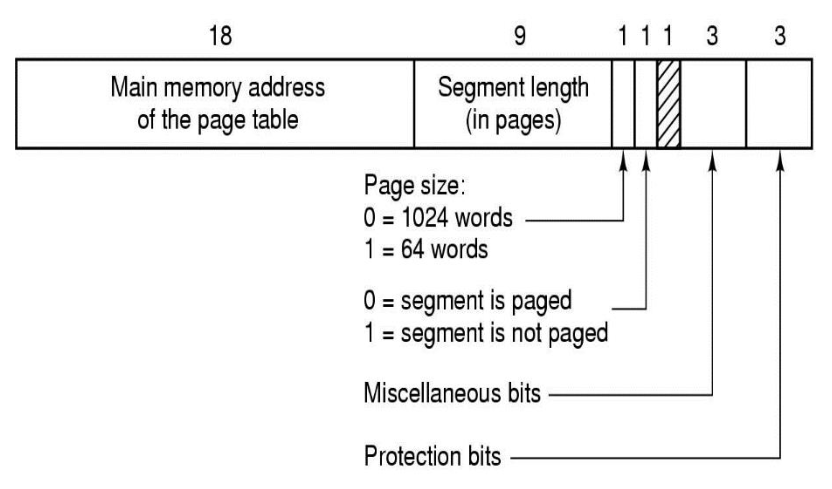 18 9 1 1 1 3 3
Main memory address
of the page table
Segment length
(in pages)
Page size:
0 = 1024 words
1 = 64 words
0 = segment is paged
1 = segment is not paged
Miscellaneous bits
Protection bits